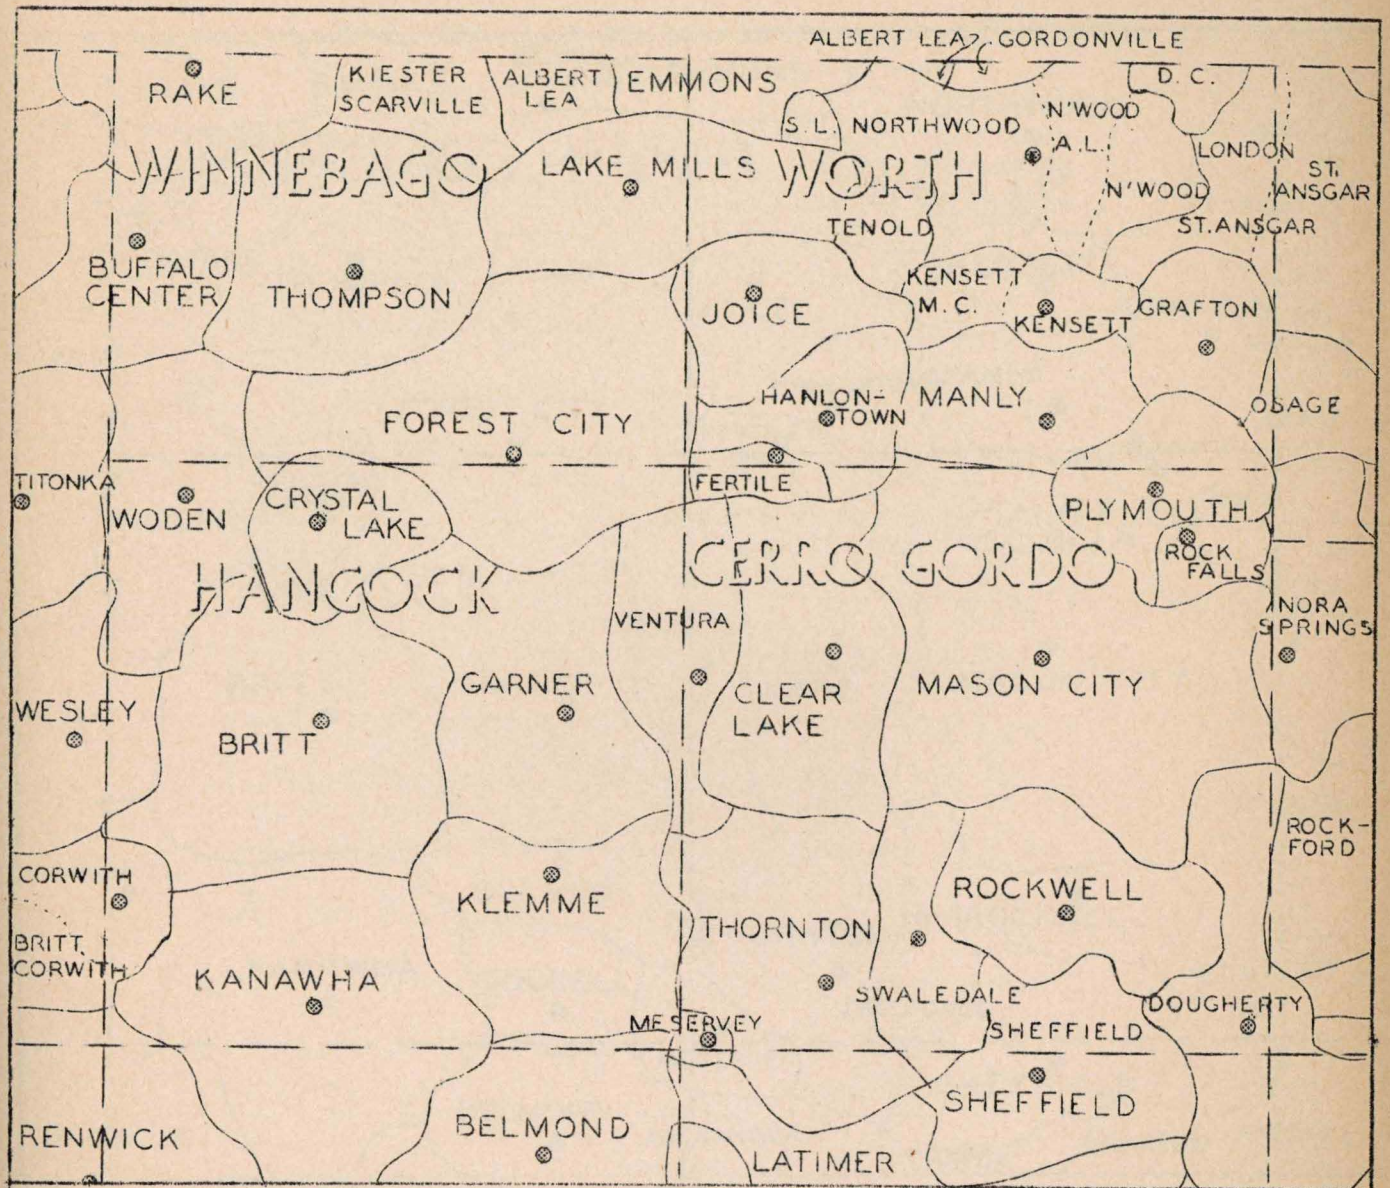 ALBERT LEA GORDONVILLE
RAKE
KIESTER
SCARVILLE
ALBERT
LEA
EMMONS
D. C.
S. L.
NORTHWOOD
N'WOOD
A. L.
LONDON
ST.
ANSGAR
WINNEBAGO
LAKE MILLS
WORTH
N'WOOD
TENOLD
ST. ANSGAR
BUFFALO
CENTER
THOMPSON
JOICE
KENSETT
M. C.
KENSETT
GRAFTON
FOREST CITY
HANLON-
TOWN
MANLY
OSAGE
TITONKA
WODEN
CRYSTAL
LAKE
FERTILE
PLYMOUTH
ROCK
FALLS
HANCOCK
CERRO GORDO
VENTURA
NORA
SPRINGS
WESLEY
BRITT
GARNER
CLEAR
LAKE
MASON CITY
ROCK-
FORD
CORWITH
KLEMME
ROCKWELL
THORNTON
BRITT
CORWITH
KANAWHA
SWALEDALE
MESERVEY
SHEFFIELD
DOUGHERTY
RENWICK
BELMOND
SHEFFIELD
LATIMER